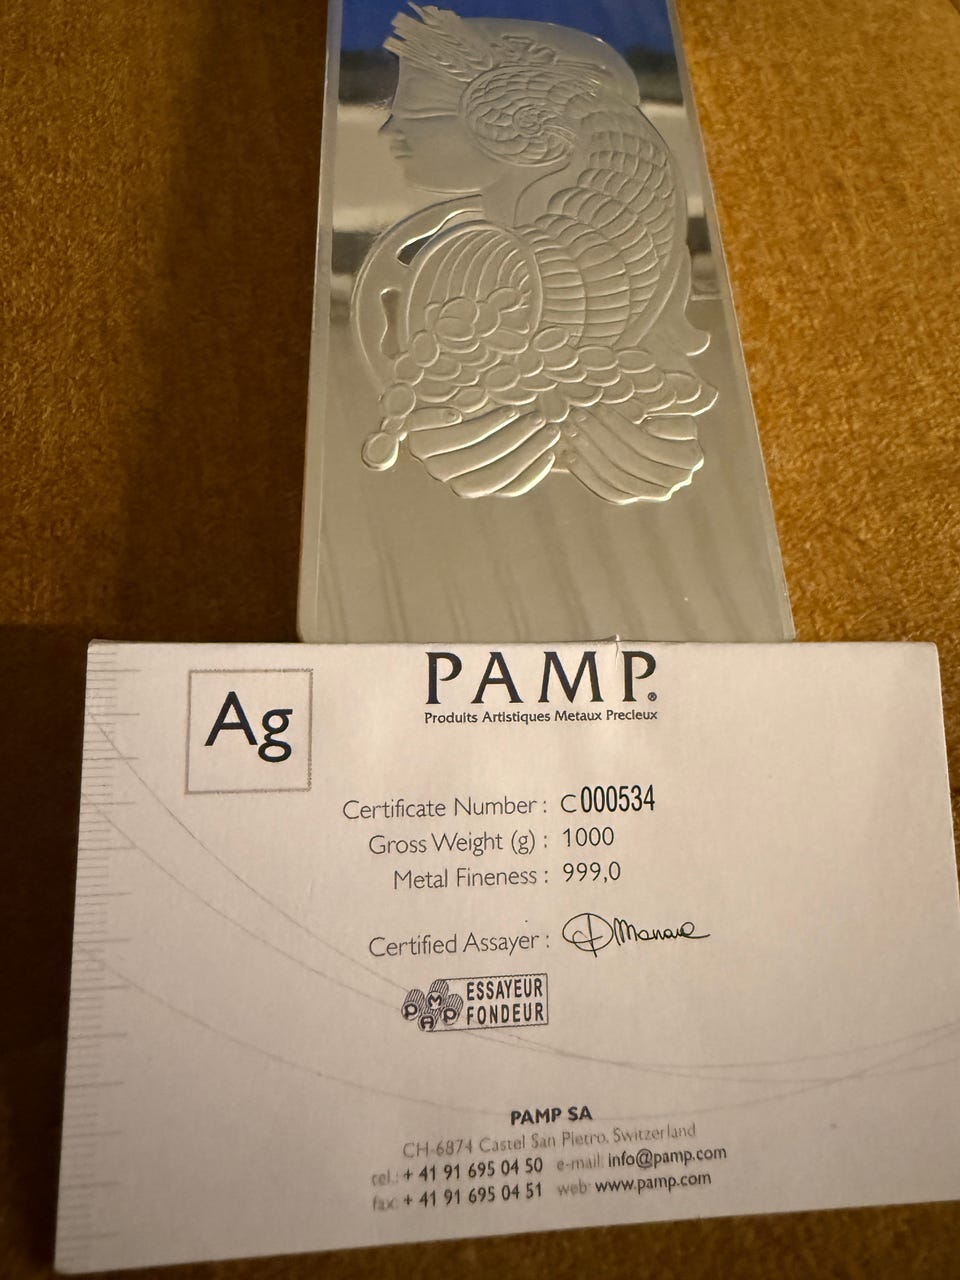 Ag
PAMP®
Produits Artistiques Metaux Precieux
Certificate Number : C000534
Gross Weight (g) : 1000
Metal Fineness : 999,0
Certified Assayer :
PAMP
ESSAYEUR
FONDEUR
PAMP SA
CH-6874 Castel San Pietro, Switzerland
tel.: + 41 91 695 04 50 e-mail: info@pamp.com
fax: + 41 91 695 04 51 web: www.pamp.com